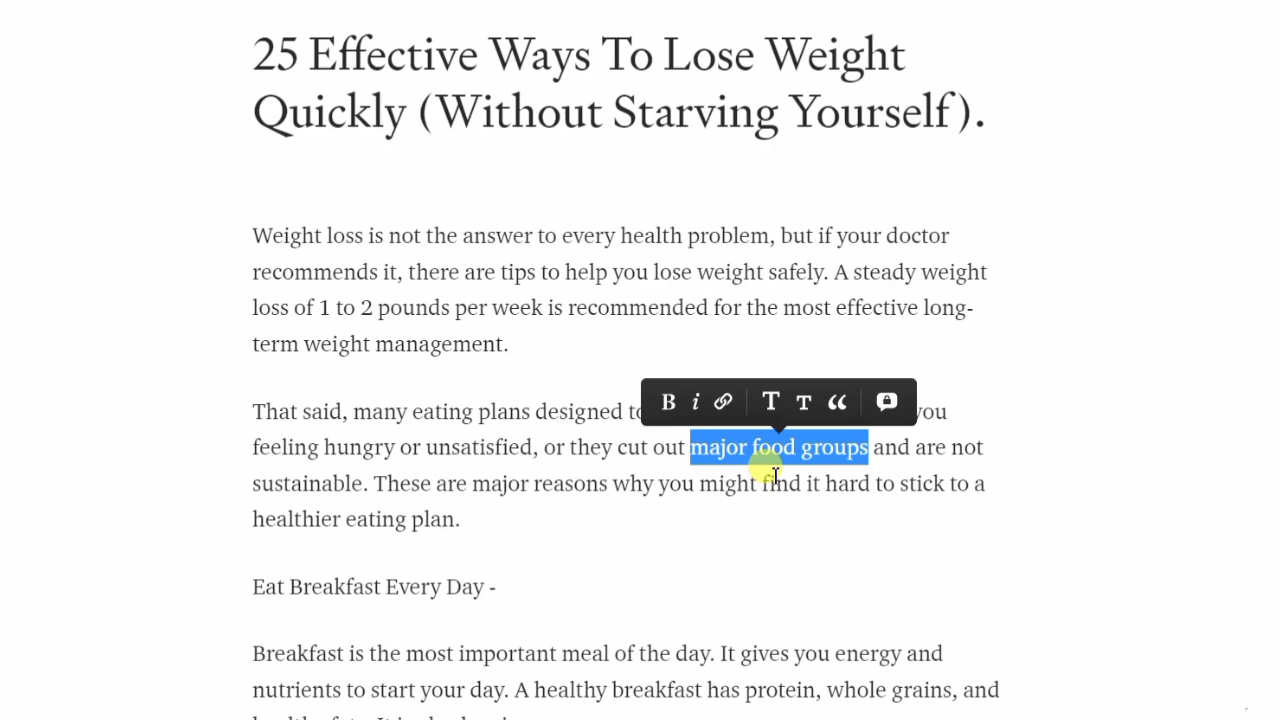 25 Effective Ways To Lose Weight
Quickly (Without Starving Yourself).
Weight loss is not the answer to every health problem, but if your doctor
recommends it, there are tips to help you lose weight safely. A steady weight
loss of 1 to 2 pounds per week is recommended for the most effective long-
term weight management.
B i T T “
That said, many eating plans designed to you
feeling hungry or unsatisfied, or they cut out major food groups and are not
sustainable. These are major reasons why you might find it hard to stick to a
healthier eating plan.
Eat Breakfast Every Day -
Breakfast is the most important meal of the day. It gives you energy and
nutrients to start your day. A healthy breakfast has protein, whole grains, and